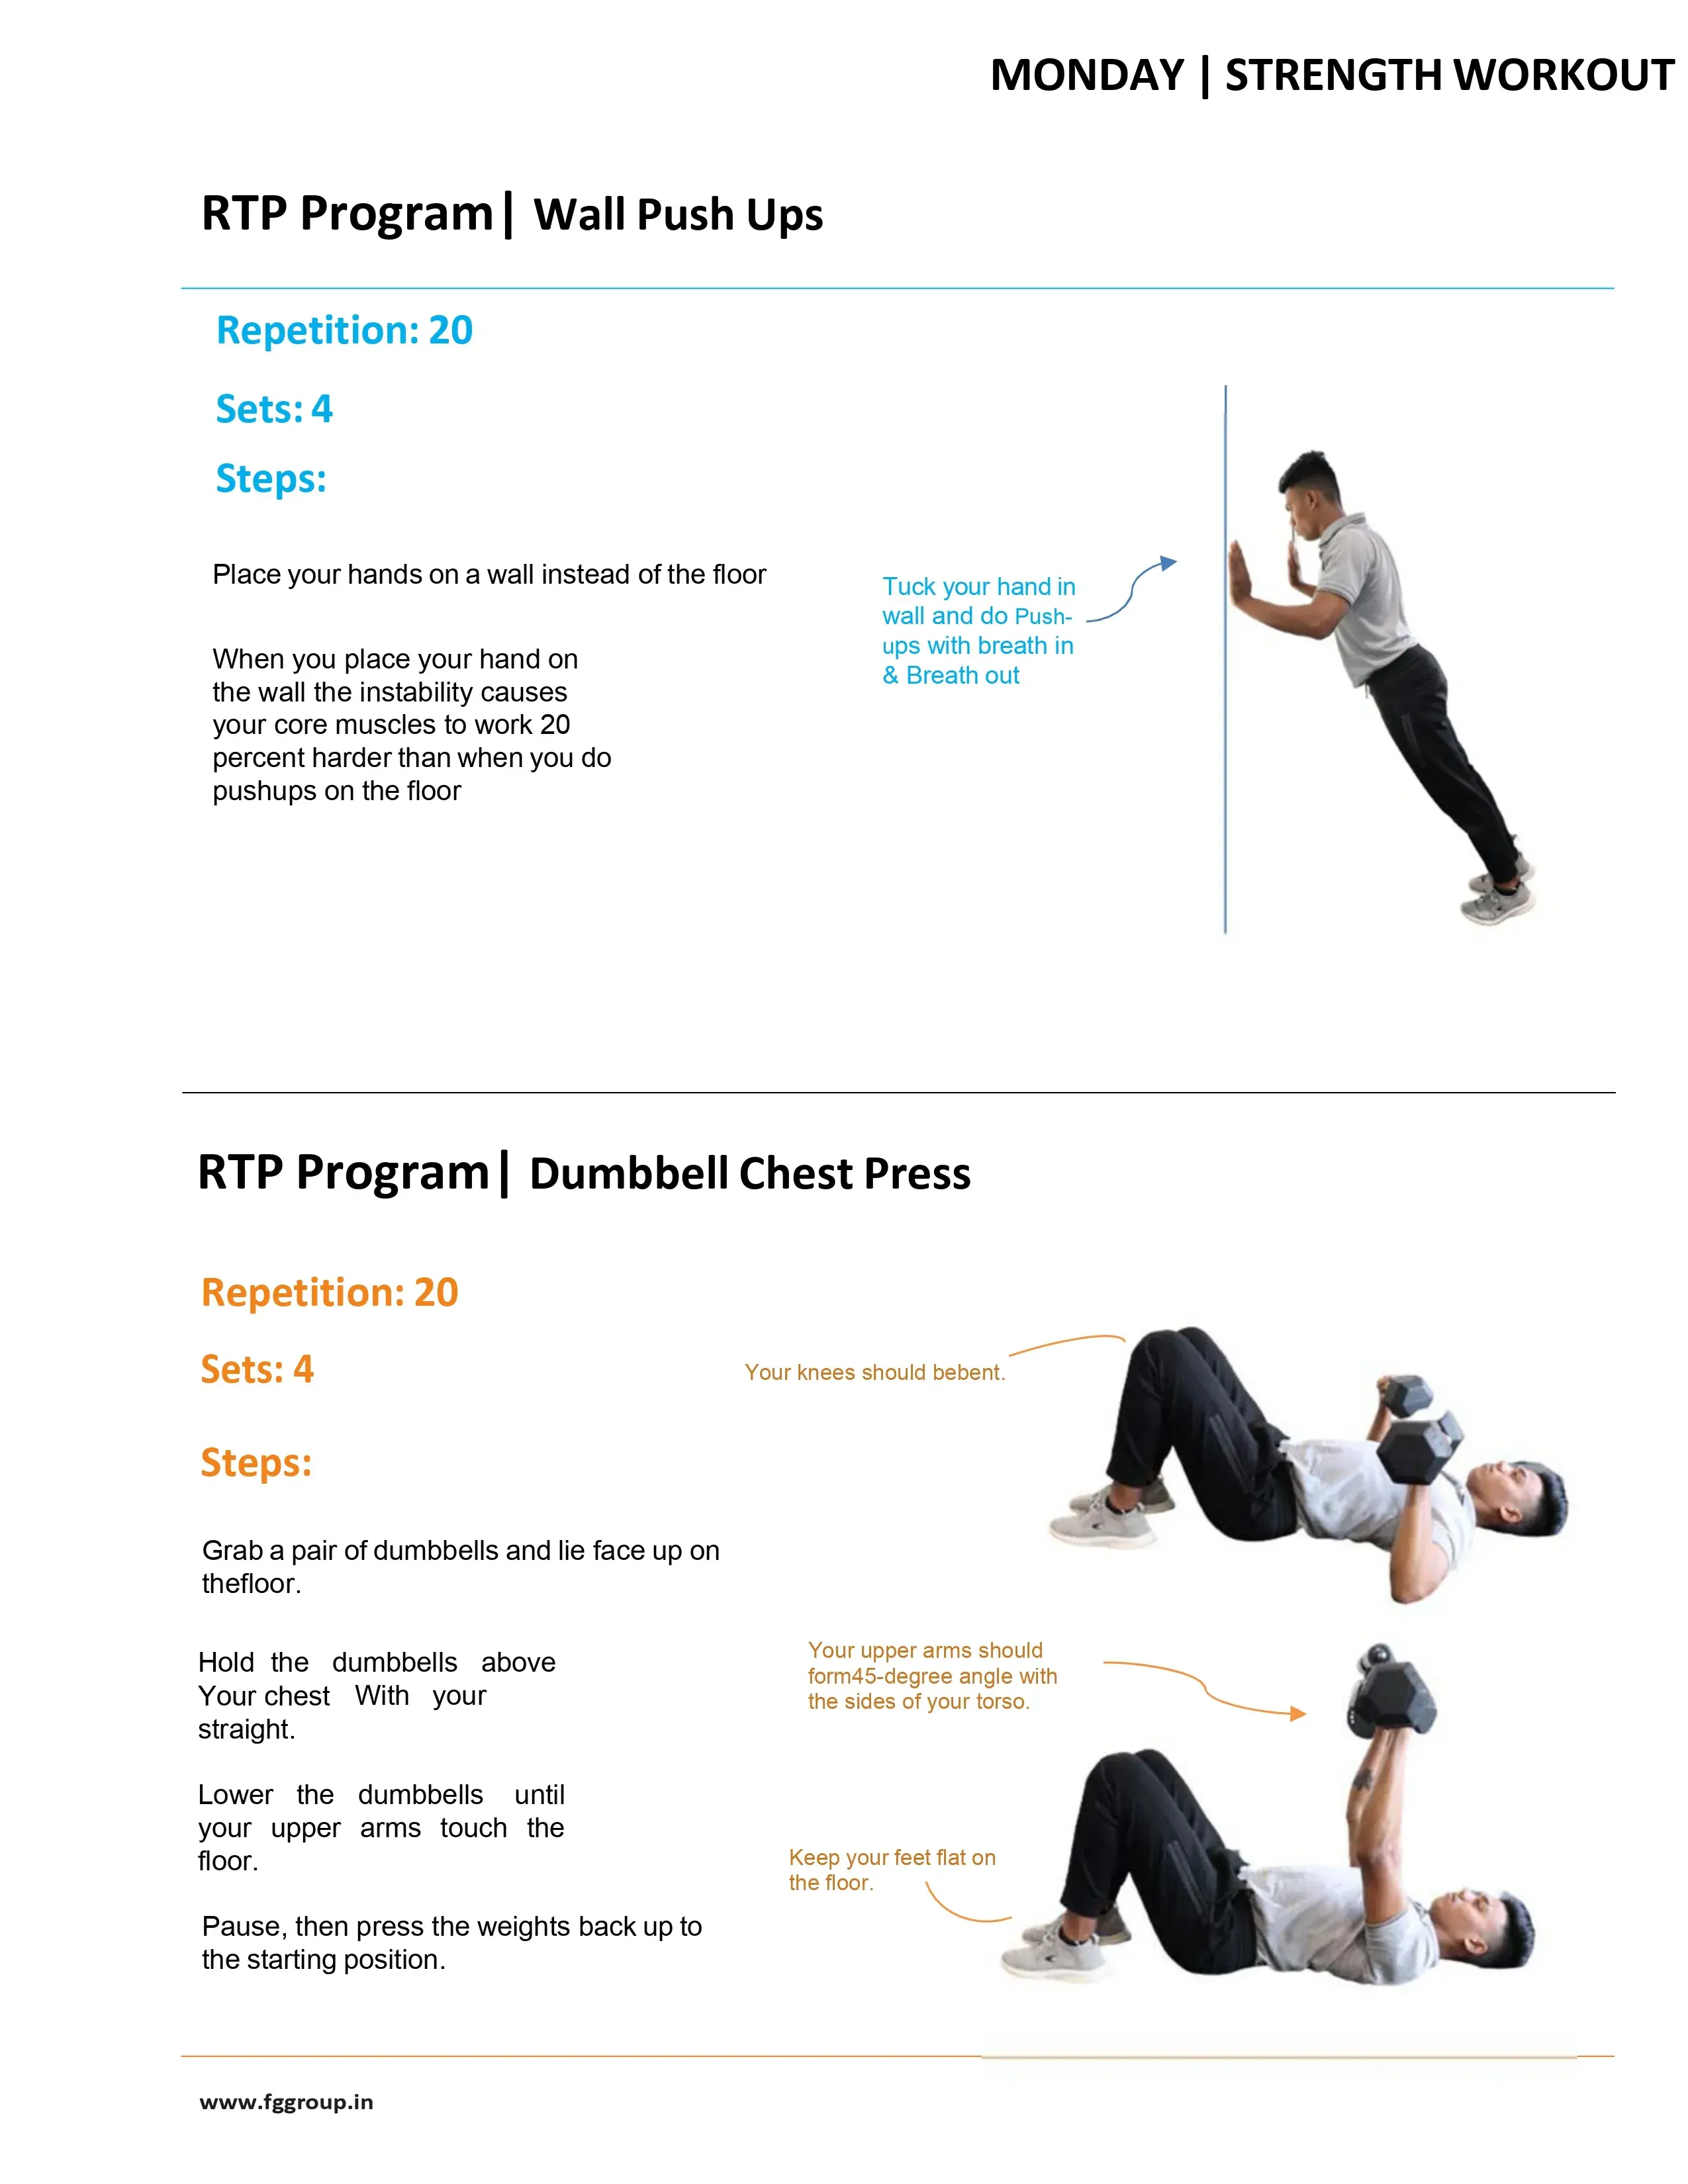 MONDAY | STRENGTH WORKOUT
RTP Program| Wall Push Ups
Repetition: 20
Sets: 4
Steps:
Place your hands on a wall instead of the floor
When you place your hand on
the wall the instability causes
your core muscles to work 20
percent harder than when you do
pushups on the floor
Tuck your hand in
wall and do Push-
ups with breath in
& Breath out
RTP Program| Dumbbell Chest Press
Repetition: 20
Sets: 4
Steps:
Grab a pair of dumbbells and lie face up on
thefloor.
Hold the dumbbells above
Your chest With your
straight.
Lower the dumbbells until
your upper arms touch the
floor.
Pause, then press the weights back up to
the starting position.
Your knees should bebent.
Your upper arms should
form45-degree angle with
the sides of your torso.
Keep your feet flat on
the floor.
www.fggroup.in